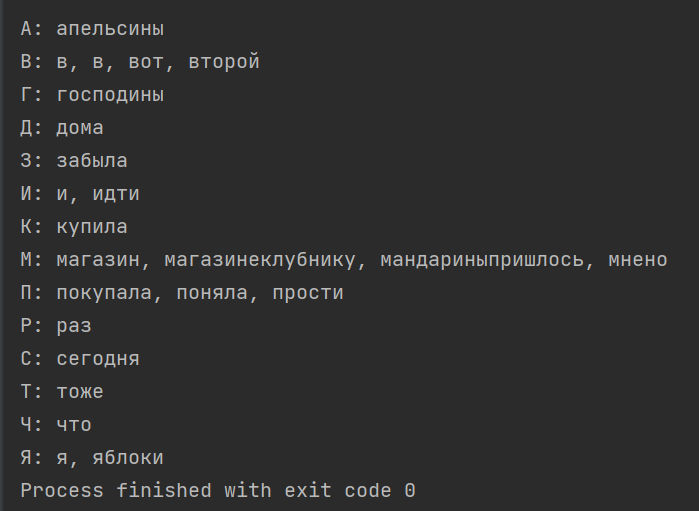 А: апельсины
В: в, в, вот, второй
Г: господины
Д: дома
З: забыла
И: и, идти
К: купила
М: магазин, магазинеклубнику, мандариныпришлось, мнено
П: покупала, поняла, прости
Р: раз
С: сегодня
Т: тоже
Ч: что
Я: я, яблоки
Process finished with exit code 0